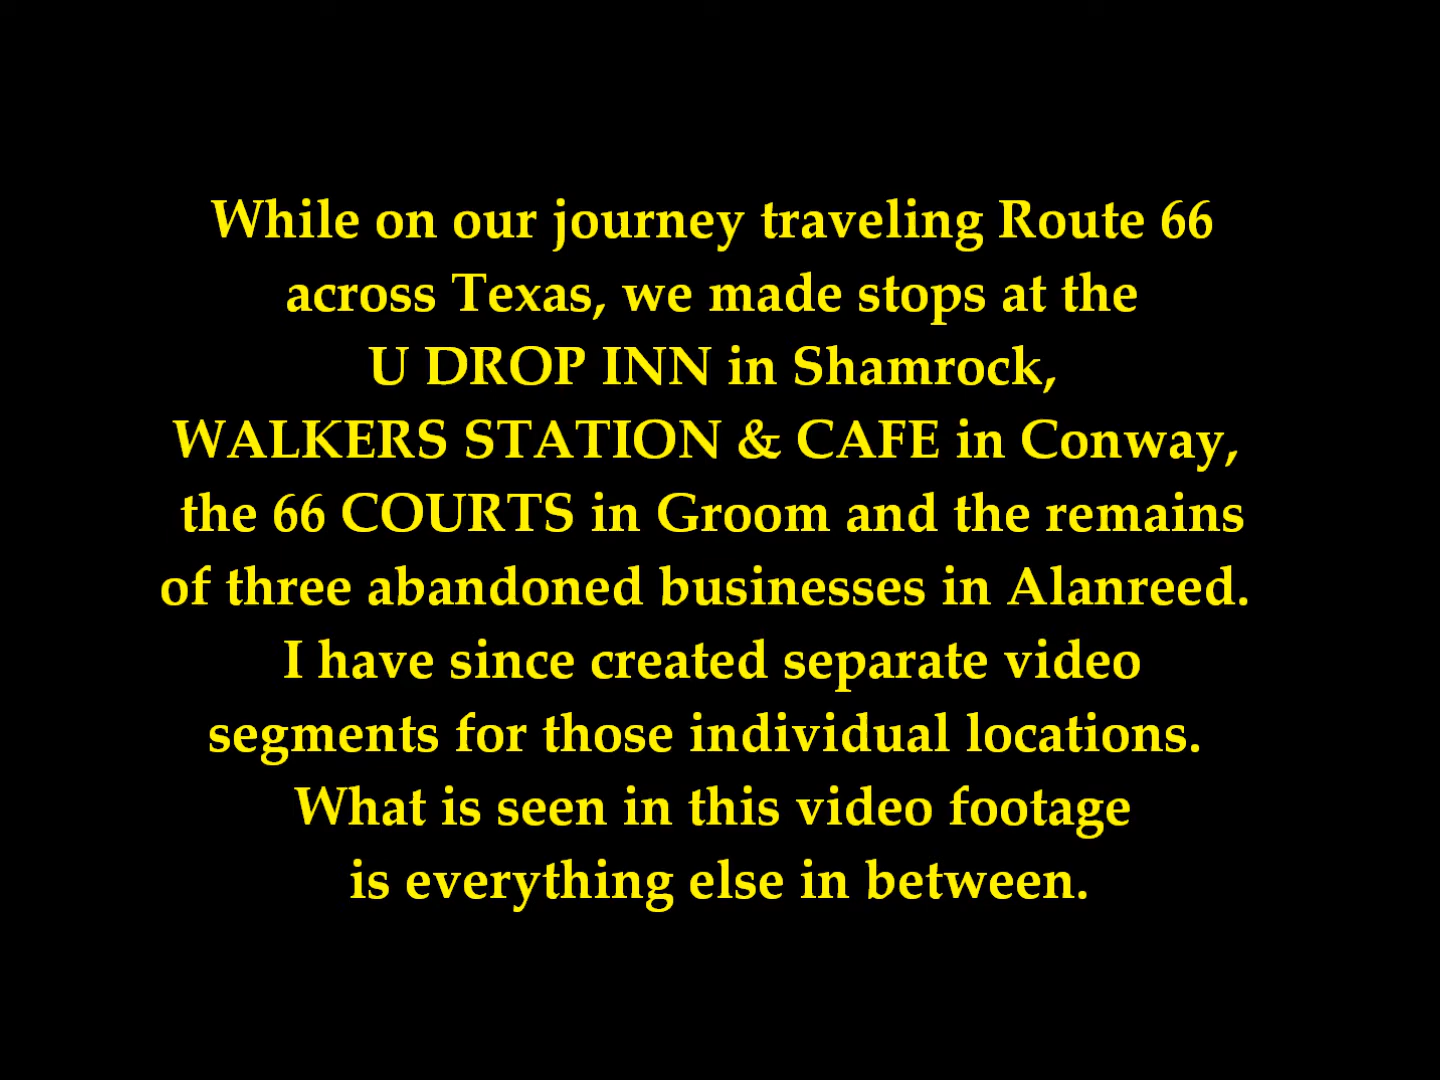 While on our journey traveling Route 66
across Texas, we made stops at the
U DROP INN in Shamrock,
WALKERS STATION & CAFE in Conway,
the 66 COURTS in Groom and the remains
of three abandoned businesses in Alanreed.
I have since created separate video
segments for those individual locations.
What is seen in this video footage
is everything else in between.